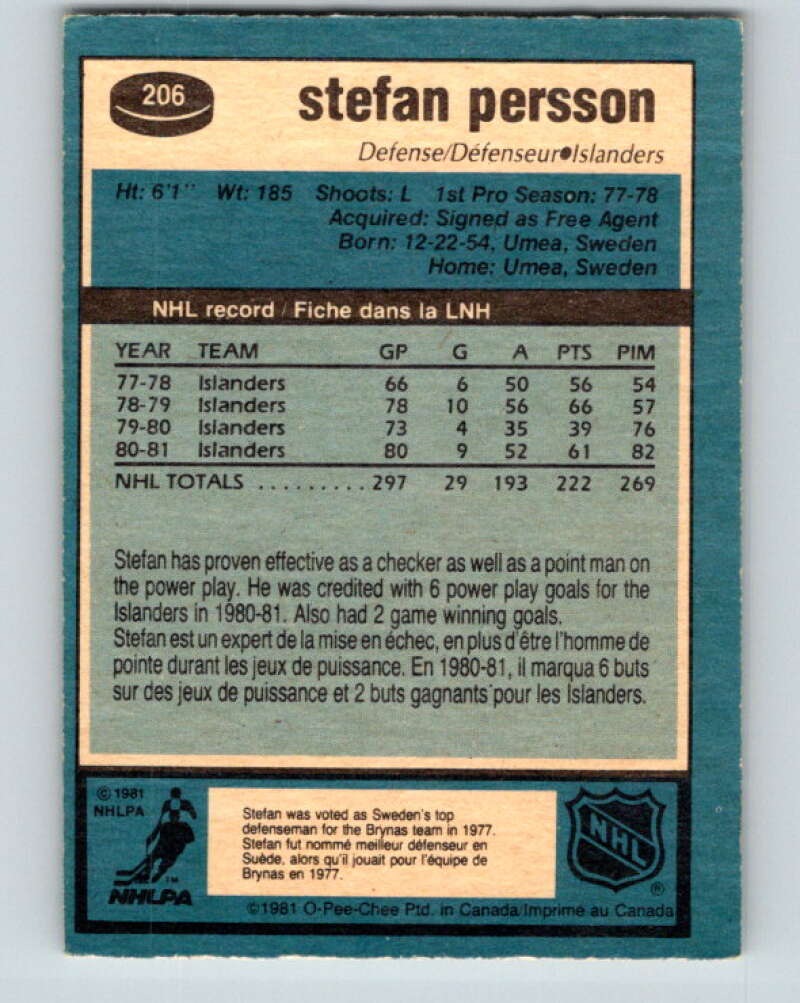 206
stefan persson
Defense/Défenseur●Islanders
Ht: 6'1" Wt: 185 Shoots: L 1st Pro Season: 77-78
Acquired: Signed as Free Agent
Born: 12-22-54, Umea, Sweden
Home: Umea, Sweden
NHL record / Fiche dans la LNH
YEAR TEAM GP G A PTS PIM
77-78 Islanders 66 6 50 56 54
78-79 Islanders 78 10 56 66 57
79-80 Islanders 73 4 35 39 76
80-81 Islanders 80 9 52 61 82
NHL TOTALS ......... 297 29 193 222 269
Stefan has proven effective as a checker as well as a point man on
the power play. He was credited with 6 power play goals for the
Islanders in 1980-81. Also had 2 game winning goals.
Stefan est un expert de la mise en échec, en plus d'être l'homme de
pointe durant les jeux de puissance. En 1980-81, il marqua 6 buts
sur des jeux de puissance et 2 buts gagnants pour les Islanders.
© 1981
NHLPA
TM
NHLPA
Stefan was voted as Sweden's top
defenseman for the Brynas team in 1977.
Stefan fut nommé meilleur défenseur en
Suède, alors qu'il jouait pour l'équipe de
Brynas en 1977.
NHL
®
©1981 O-Pee-Chee Ptd. in Canada/Imprimé au Canada